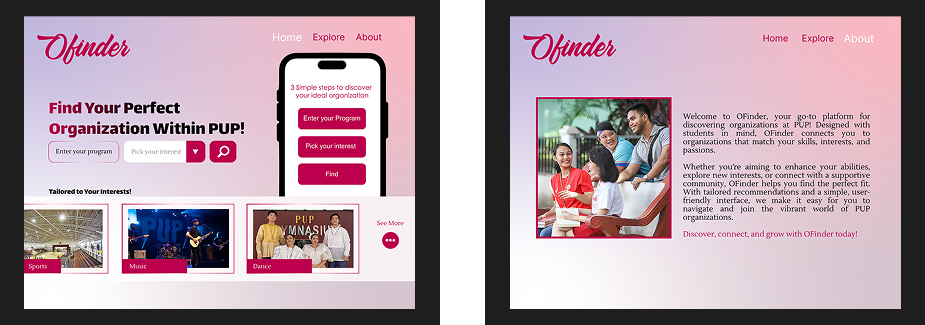 Ofinder
Home Explore About
3 Simple steps to discover
your ideal organization
Enter your Program
Pick your interest
Find
Find Your Perfect
Organization Within PUP!
Enter your program
Pick your interest
Tailored to Your Interests!
Sports
PUP
Music
PUP
GYMNASIUM
Dance
See More
Ofinder
Home Explore About
Welcome to OFinder, your go-to platform for
discovering organizations at PUP! Designed with
students in mind, OFinder connects you to
organizations that match your skills, interests, and
passions.
Whether you're aiming to enhance your abilities,
explore new interests, or connect with a supportive
community, OFinder helps you find the perfect fit.
With tailored recommendations and a simple, user-
friendly interface, we make it easy for you to
navigate and join the vibrant world of PUP
organizations.
Discover, connect, and grow with OFinder today!